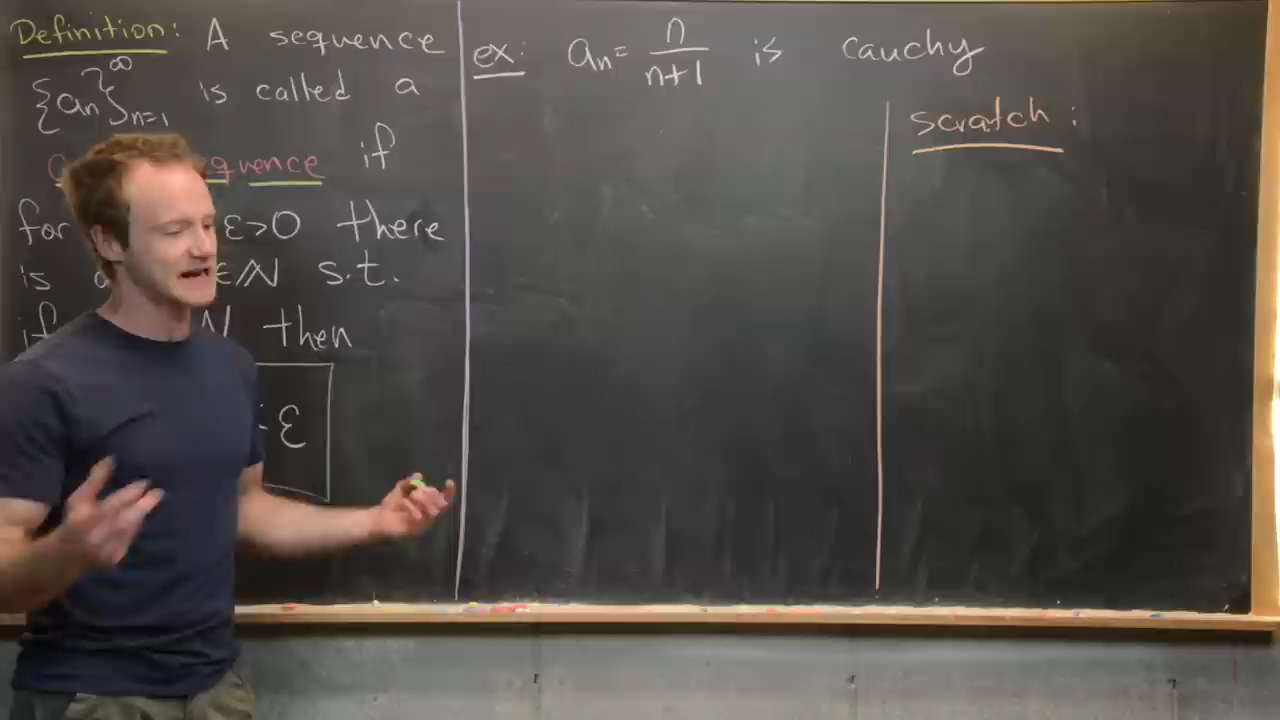 Definition: A sequence
{aₙ}_{n=1}^∞ is called a
sequence if
for ε>0 there
is a ∈ℕ s.t.
if N then
ε
ex: aₙ = n/(n+1) is cauchy
scratch: